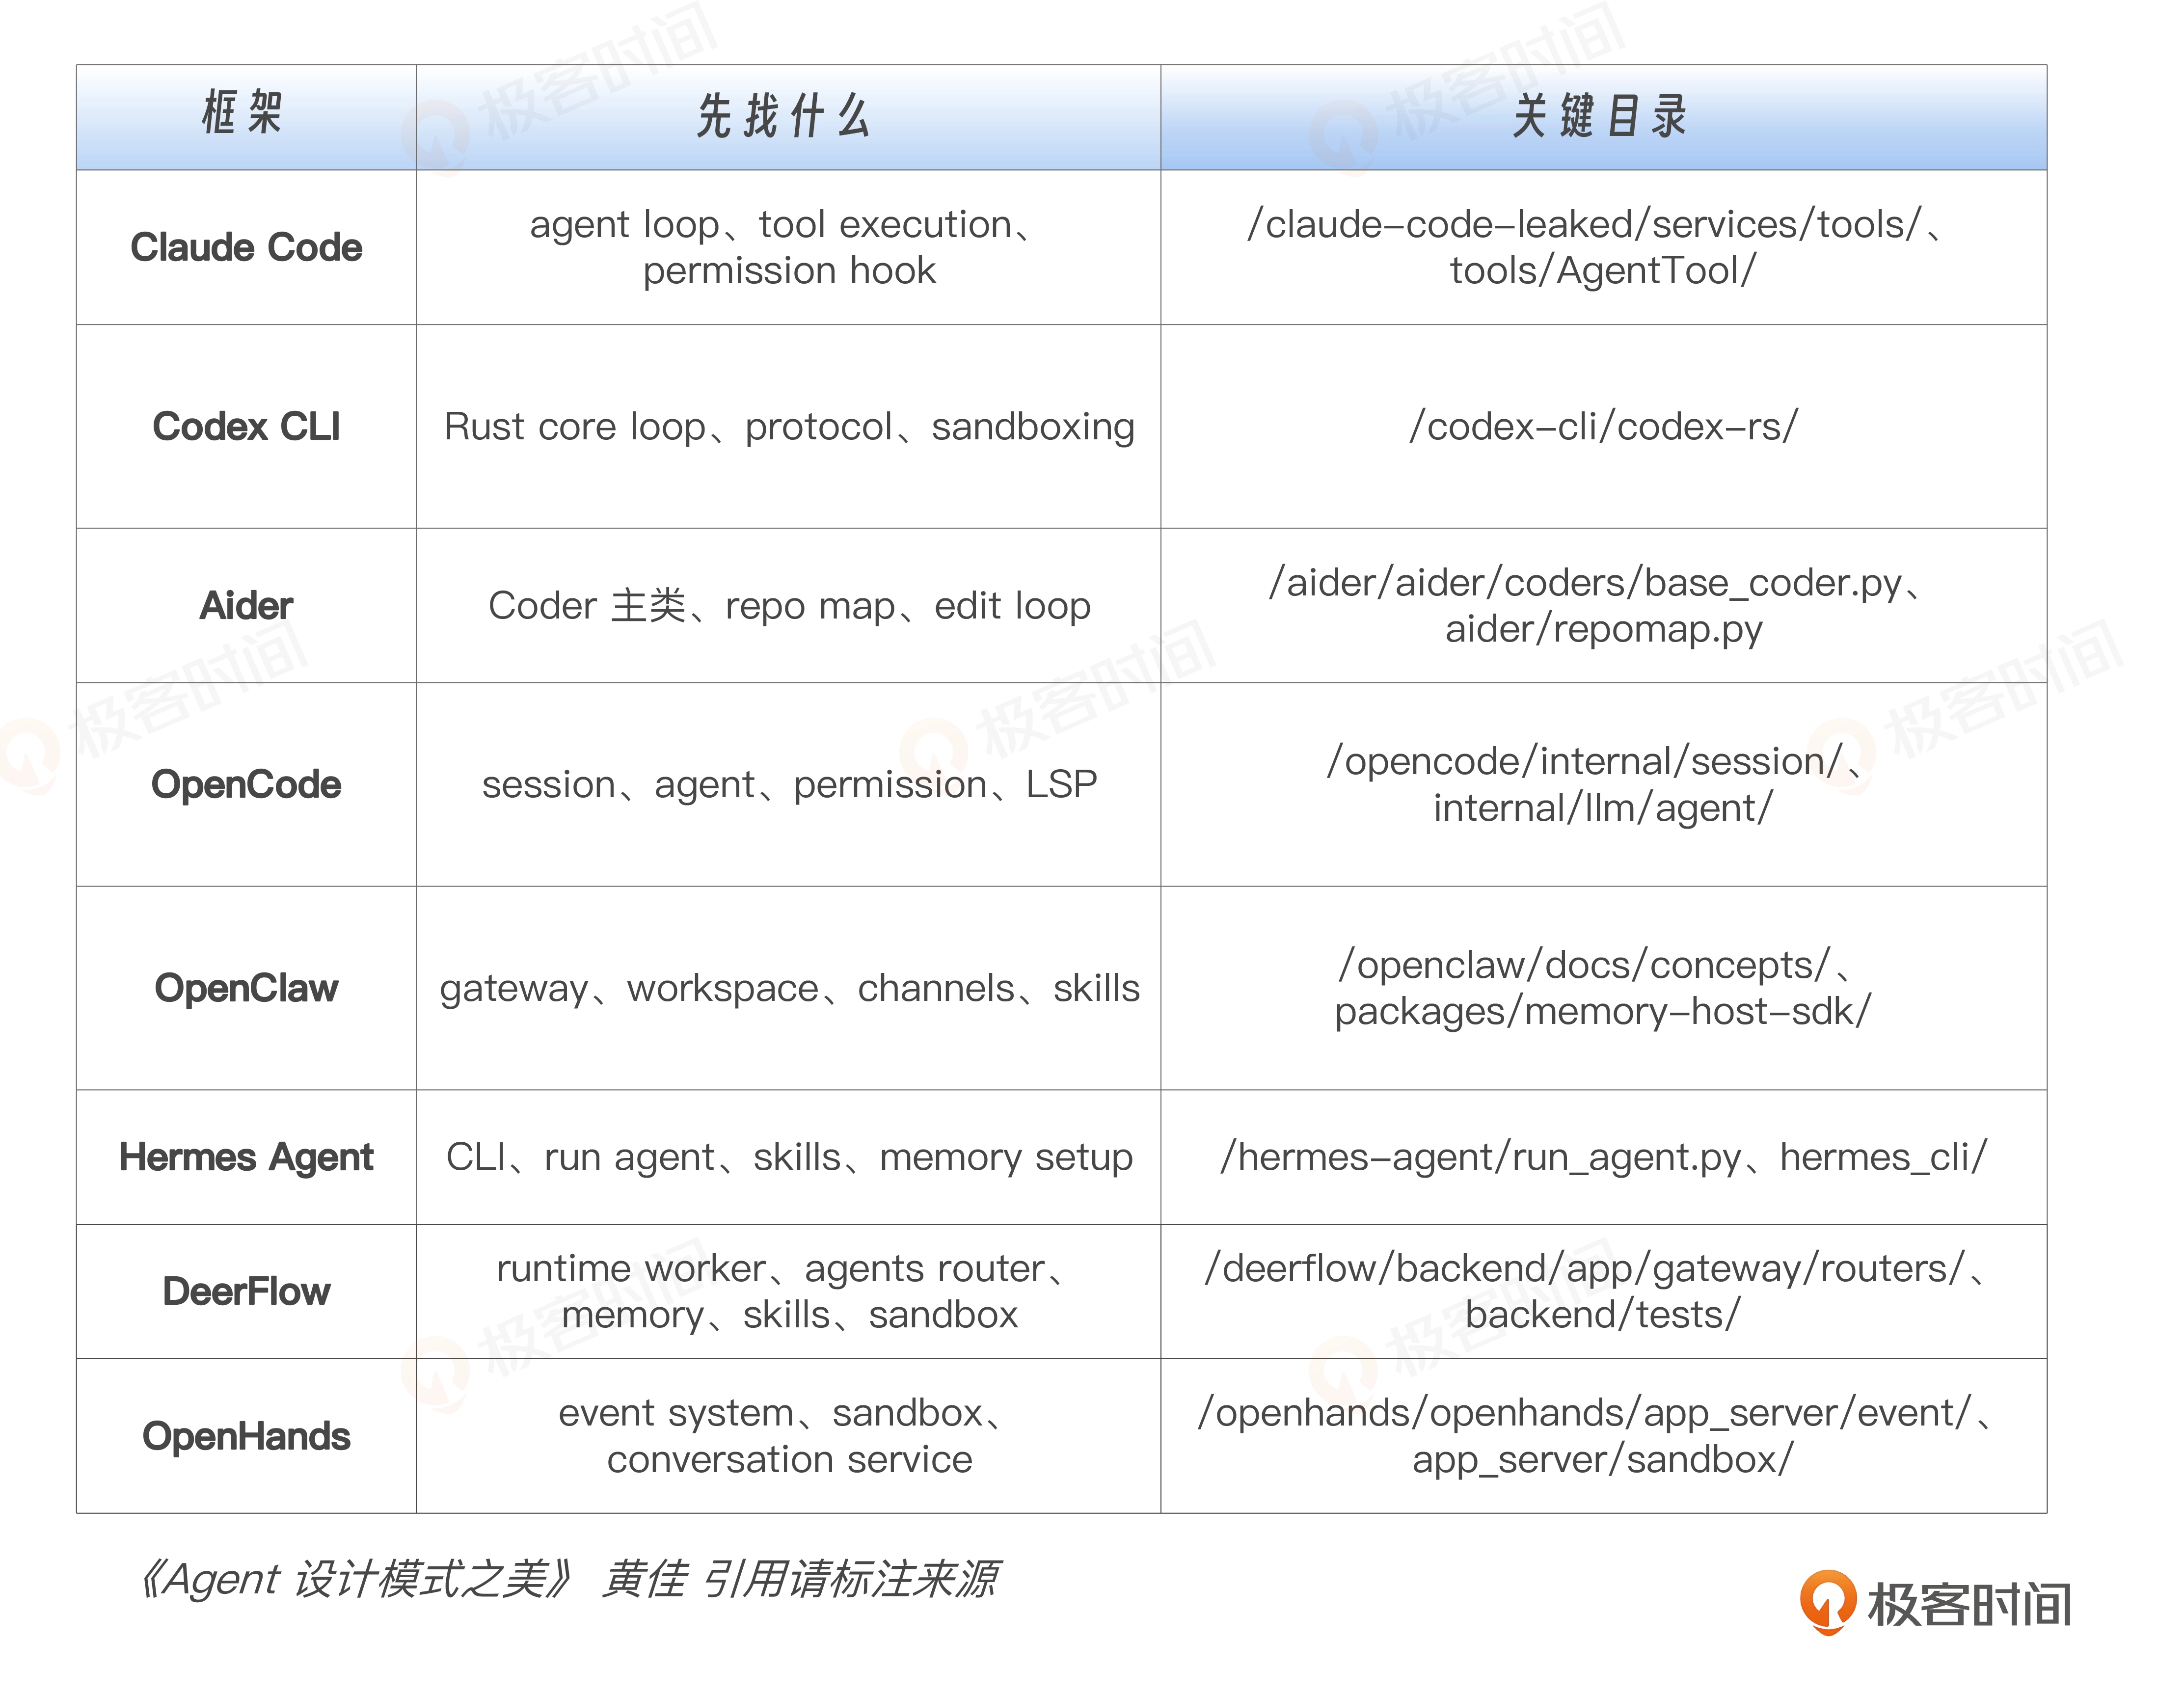 框架 先找什么 关键目录
Claude Code
agent loop、tool execution、
permission hook
/claude-code-leaked/services/tools/、
tools/AgentTool/
Codex CLI
Rust core loop、protocol、sandboxing
/codex-cli/codex-rs/
Aider
Coder 主类、repo map、edit loop
/aider/aider/coders/base_coder.py、
aider/repomap.py
OpenCode
session、agent、permission、LSP
/opencode/internal/session/、
internal/llm/agent/
OpenClaw
gateway、workspace、channels、skills
/openclaw/docs/concepts/、
packages/memory-host-sdk/
Hermes Agent
CLI、run agent、skills、memory setup
/hermes-agent/run_agent.py、hermes_cli/
DeerFlow
runtime worker、agents router、
memory、skills、sandbox
/deerflow/backend/app/gateway/routers/、
backend/tests/
OpenHands
event system、sandbox、
conversation service
/openhands/openhands/app_server/event/、
app_server/sandbox/
《Agent 设计模式之美》 黄佳 引用请标注来源
极客时间